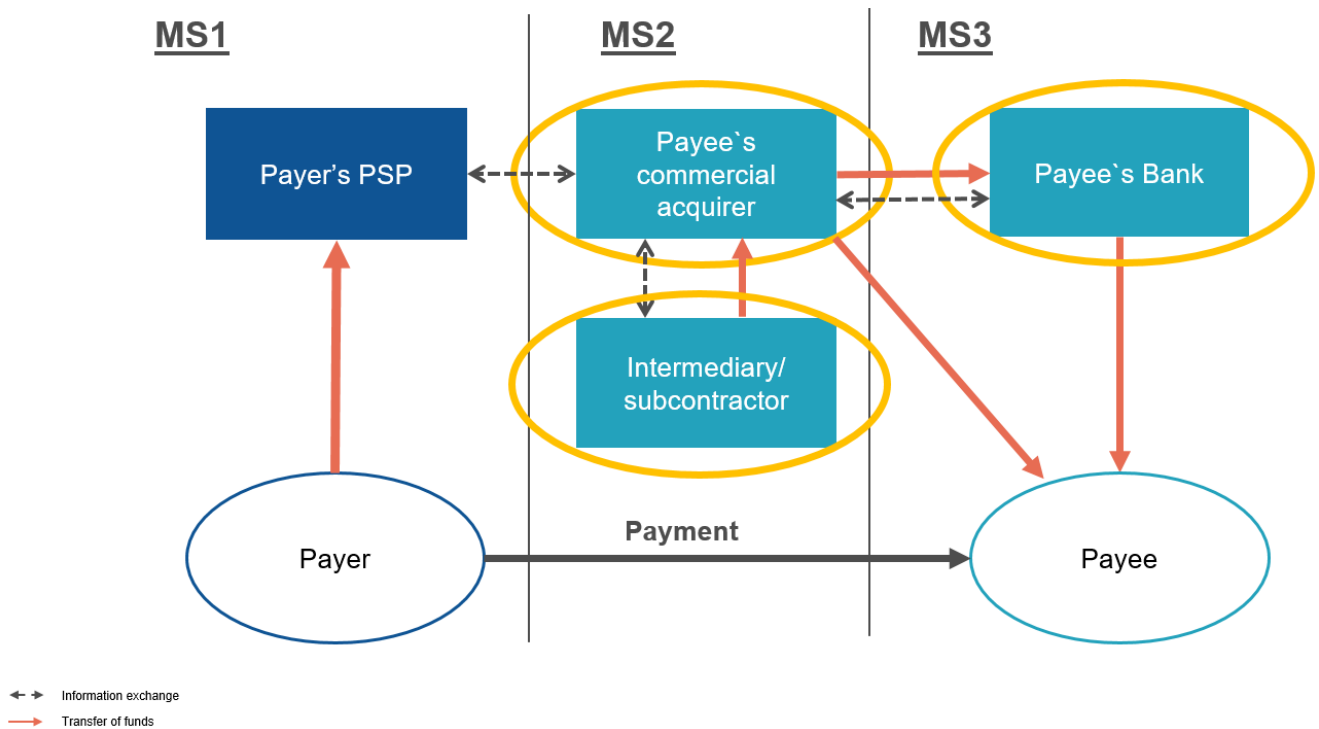 MS1
MS2
MS3
Payer’s PSP
Payee`s
commercial
acquirer
Payee`s Bank
Intermediary/
subcontractor
Payment
Payer
Payee
Information exchange
Transfer of funds